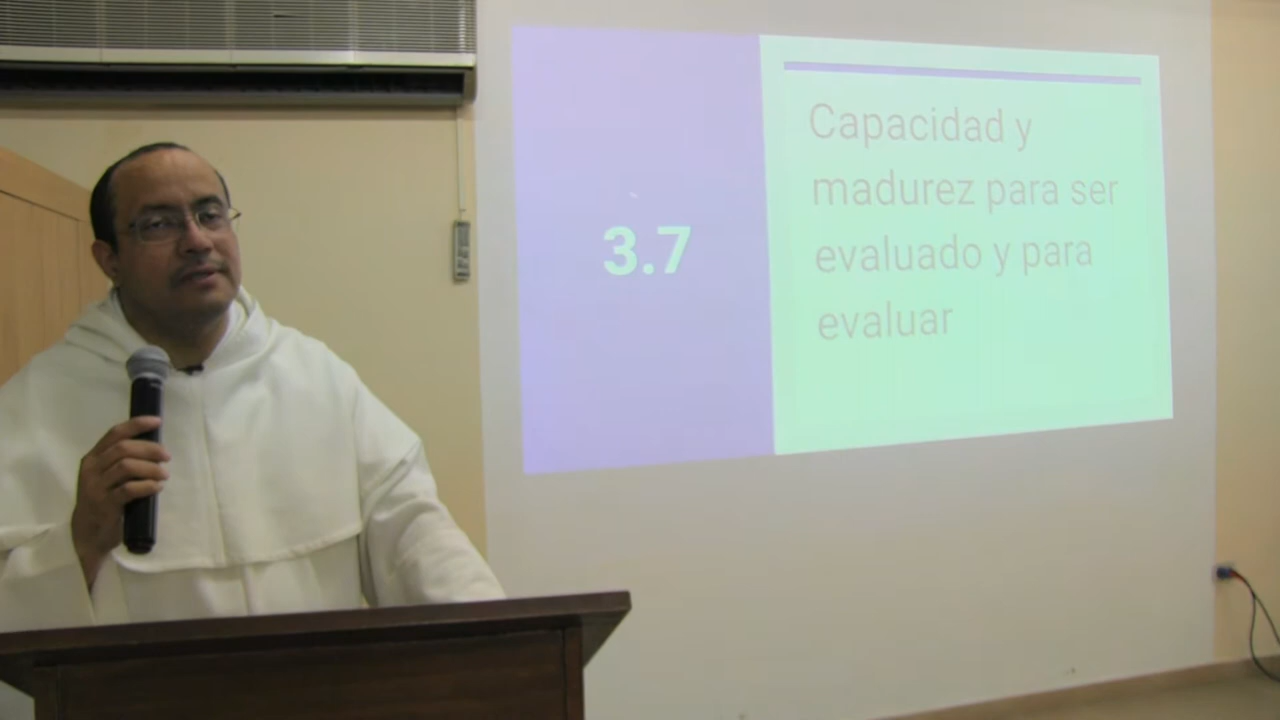 3.7
Capacidad y
madurez para ser
evaluado y para
evaluar